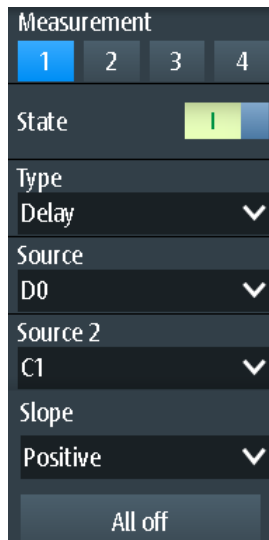 Measurement
1 2 3 4
State I
Type
Delay
Source
D0
Source 2
C1
Slope
Positive
All off